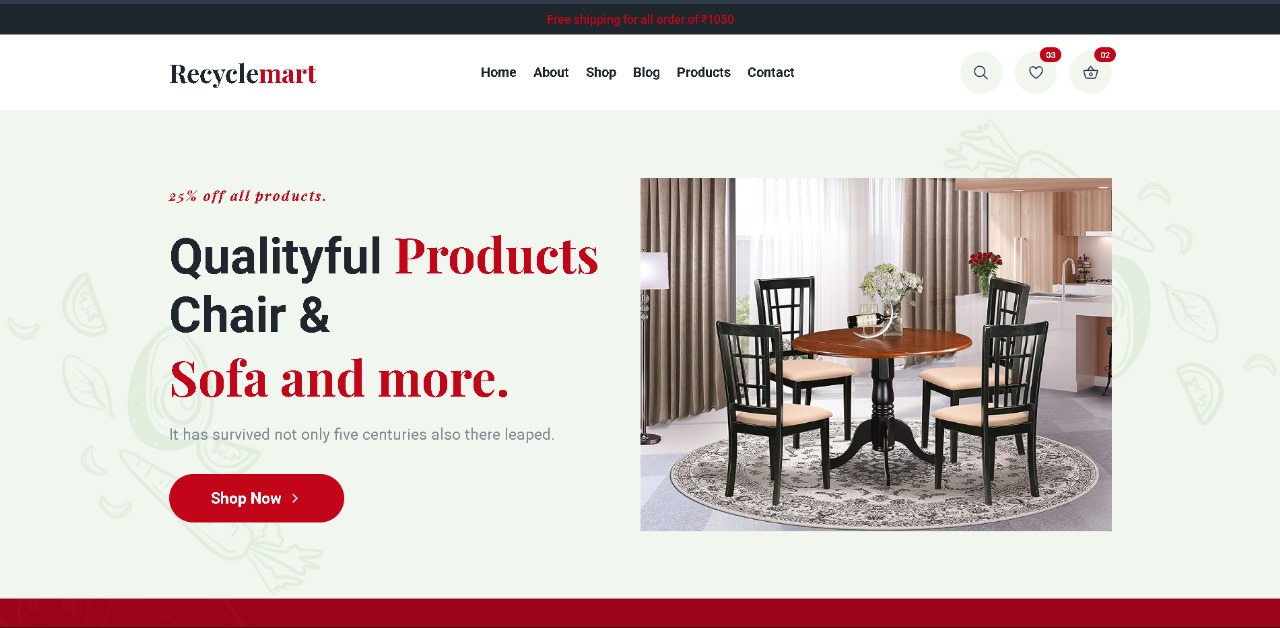 Free shipping for all order of ₹1050
Recyclemart
Home About Shop Blog Products Contact
03
02
25% off all products.
Qualityful Products
Chair &
Sofa and more.
It has survived not only five centuries also there leaped.
Shop Now